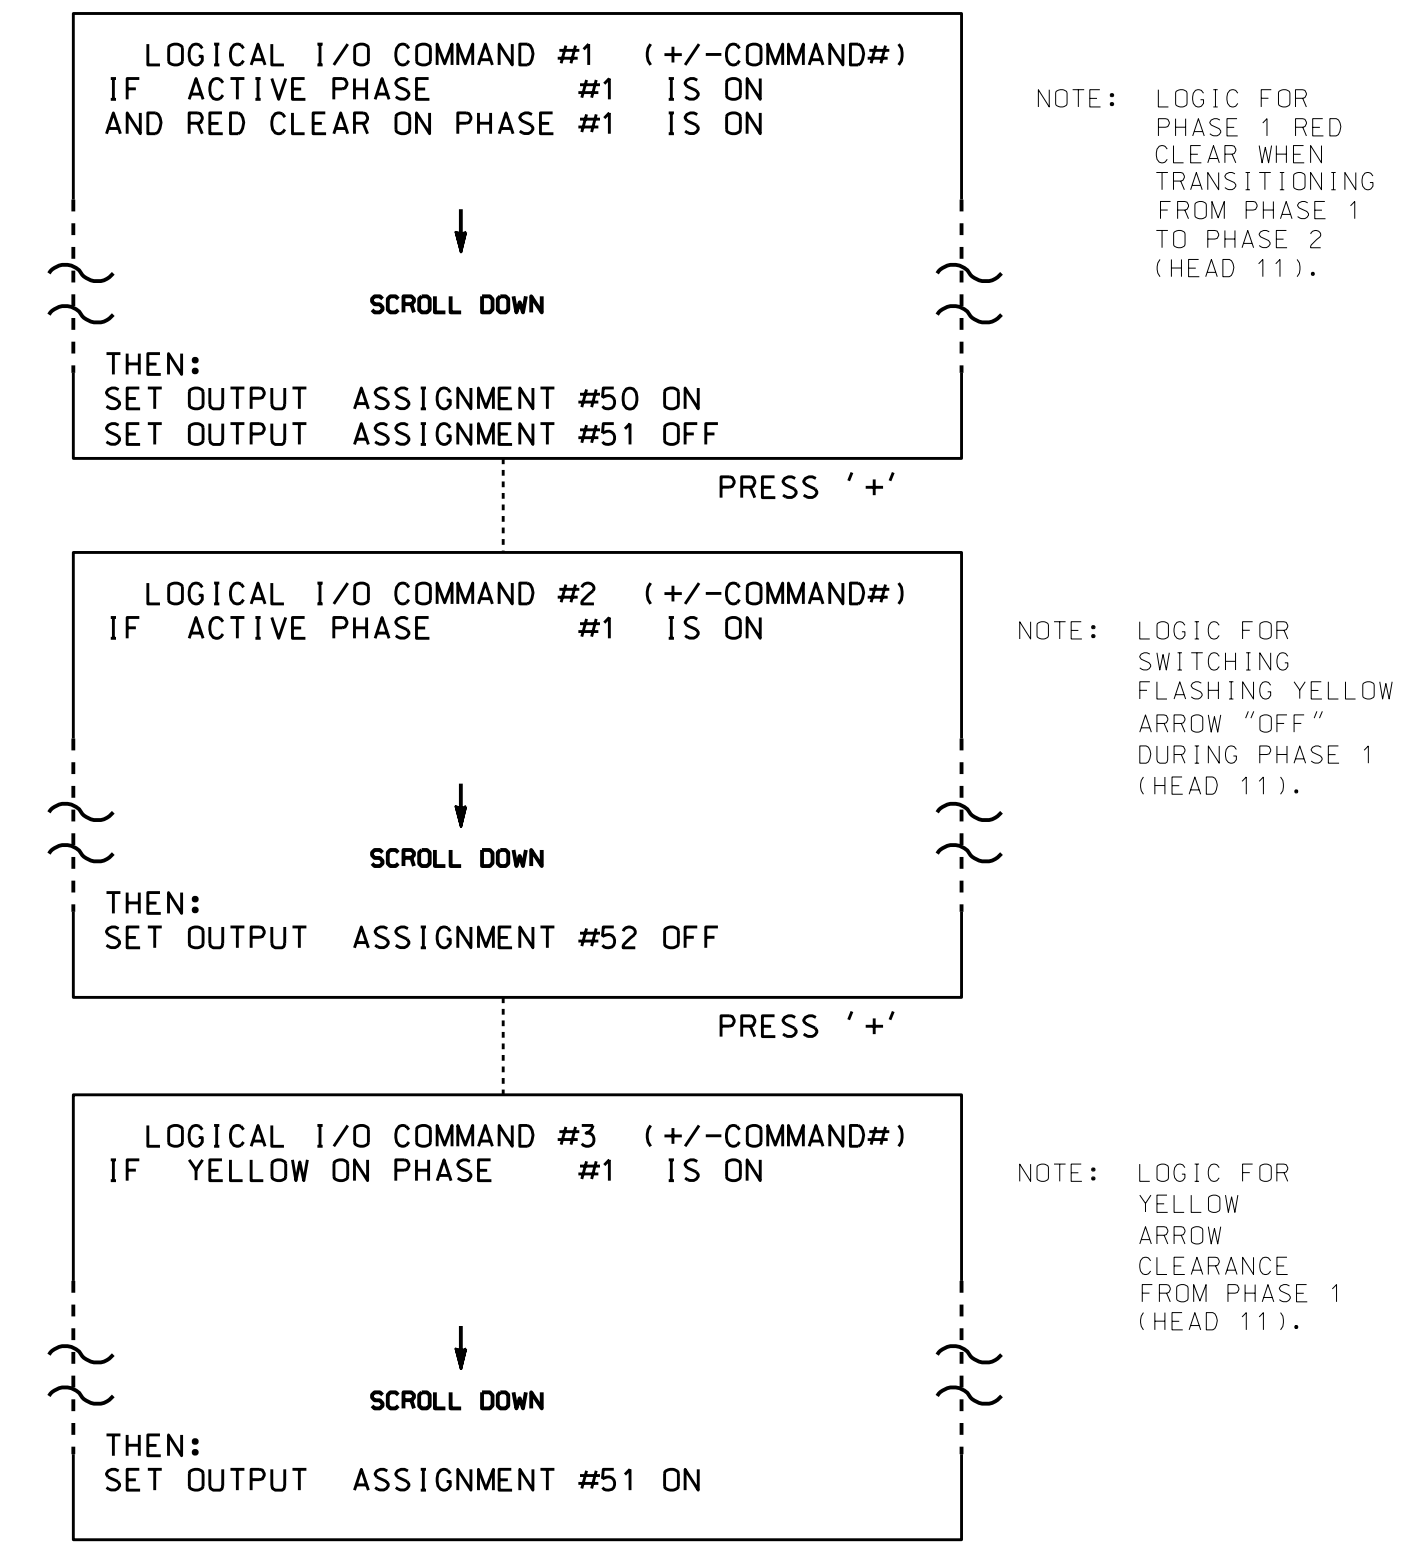 LOGICAL I/O COMMAND #1 (+/-COMMAND#)
IF ACTIVE PHASE #1 IS ON
AND RED CLEAR ON PHASE #1 IS ON
SCROLL DOWN
THEN:
SET OUTPUT ASSIGNMENT #50 ON
SET OUTPUT ASSIGNMENT #51 OFF
NOTE: LOGIC FOR
PHASE 1 RED
CLEAR WHEN
TRANSITIONING
FROM PHASE 1
TO PHASE 2
(HEAD 11).
PRESS '+'
LOGICAL I/O COMMAND #2 (+/-COMMAND#)
IF ACTIVE PHASE #1 IS ON
SCROLL DOWN
THEN:
SET OUTPUT ASSIGNMENT #52 OFF
NOTE: LOGIC FOR
SWITCHING
FLASHING YELLOW
ARROW "OFF"
DURING PHASE 1
(HEAD 11).
PRESS '+'
LOGICAL I/O COMMAND #3 (+/-COMMAND#)
IF YELLOW ON PHASE #1 IS ON
SCROLL DOWN
THEN:
SET OUTPUT ASSIGNMENT #51 ON
NOTE: LOGIC FOR
YELLOW
ARROW
CLEARANCE
FROM PHASE 1
(HEAD 11).